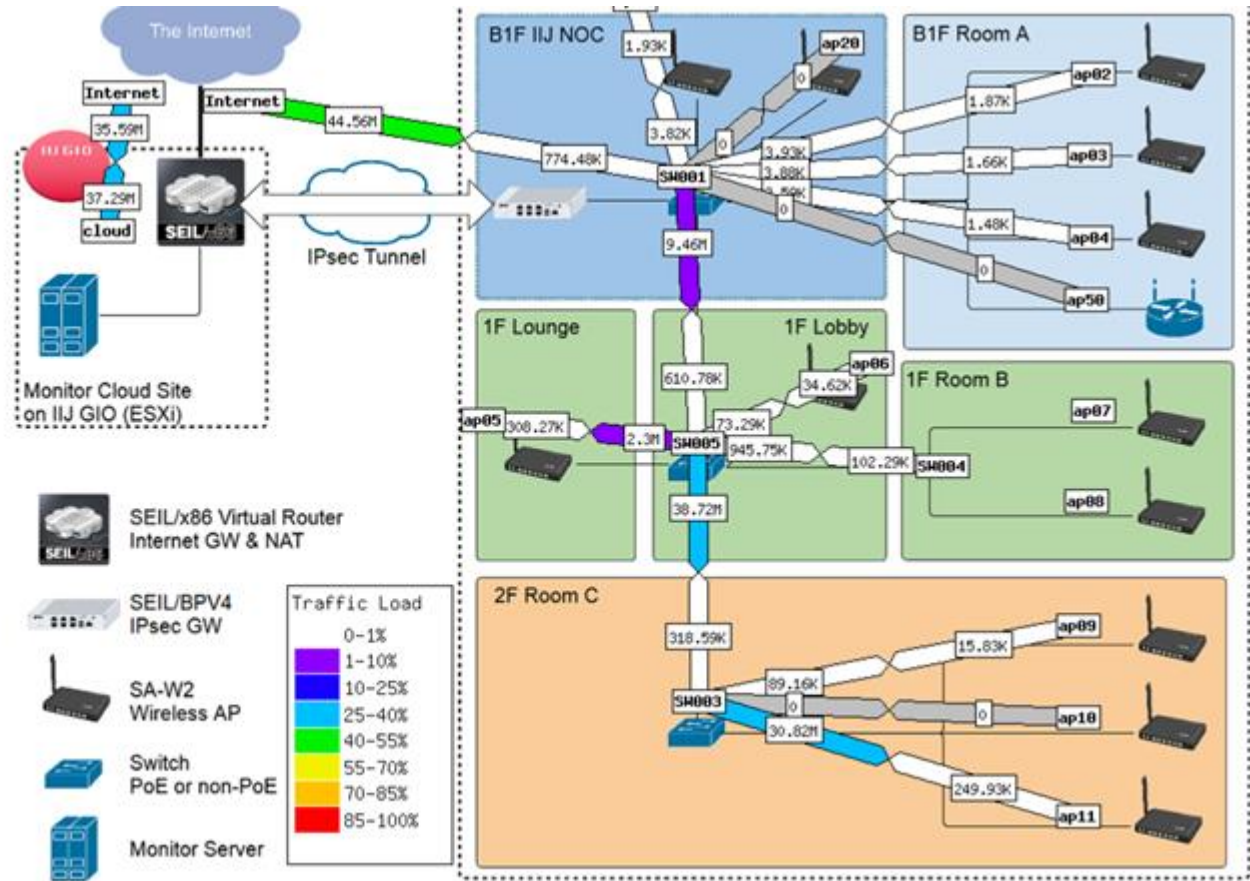 The Internet
Internet
35.59M
IIJ GIO
37.29M
cloud
SEIL/x86
Internet
44.56M
774.48K
IPsec Tunnel
Monitor Cloud Site
on IIJ GIO (ESXi)
B1F IIJ NOC
1.93K
3.82K
ap20
0
0
SW001
3.93K
3.88K
3.59K
0
9.46M
B1F Room A
ap02
1.87K
1.66K
ap03
1.48K
ap04
0
ap50
1F Lounge
ap05
308.27K
2.3M
1F Lobby
ap06
34.62K
610.78K
73.29K
SW005
945.75K
102.29K
38.72M
1F Room B
ap07
SW004
ap08
2F Room C
318.59K
SW003
89.16K
15.83K
ap09
0
0
ap10
30.82M
249.93K
ap11
SEIL/x86 Virtual Router
Internet GW & NAT
SEIL/BPV4
IPsec GW
SA-W2
Wireless AP
Switch
PoE or non-PoE
Monitor Server
Traffic Load
0-1%
1-10%
10-25%
25-40%
40-55%
55-70%
70-85%
85-100%